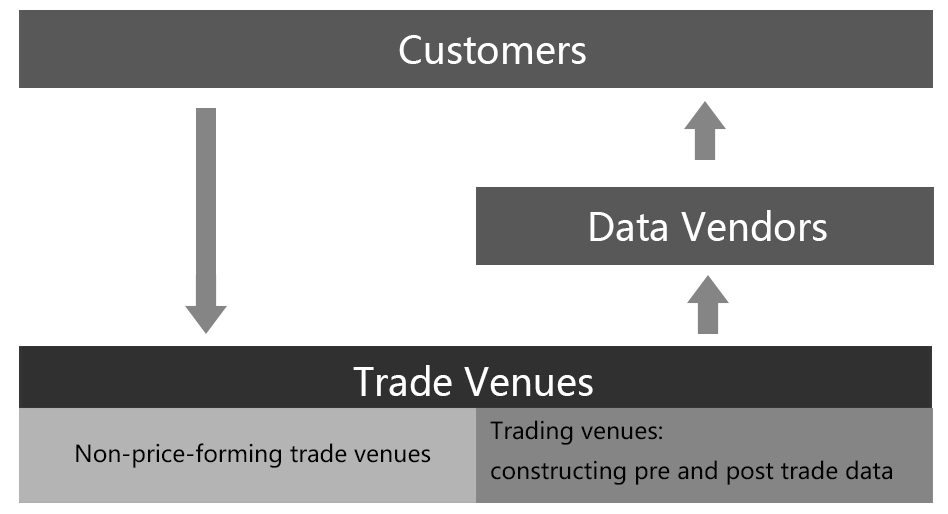 Customers
Data Vendors
Trade Venues
Non-price-forming trade venues
Trading venues:
constructing pre and post trade data